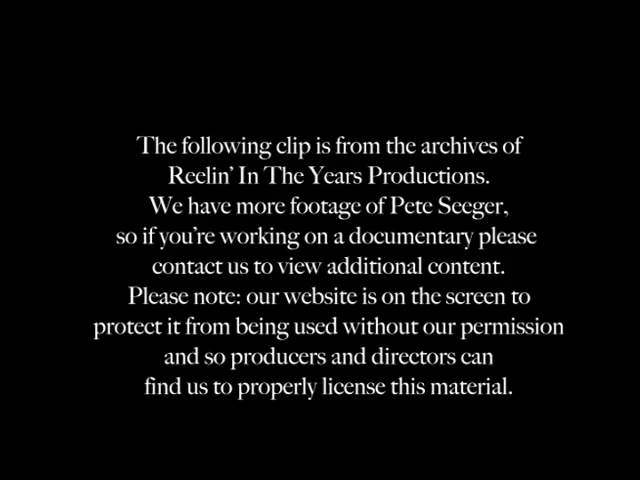 The following clip is from the archives of
Reelin’ In The Years Productions.
We have more footage of Pete Seeger,
so if you’re working on a documentary please
contact us to view additional content.
Please note: our website is on the screen to
protect it from being used without our permission
and so producers and directors can
find us to properly license this material.